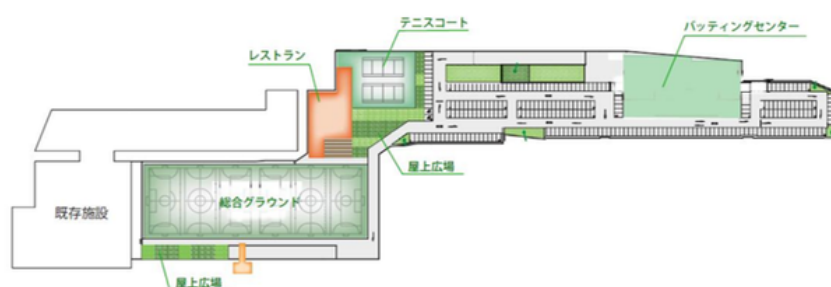 テニスコート
バッティングセンター
レストラン
屋上広場
総合グラウンド
既存施設
屋上広場